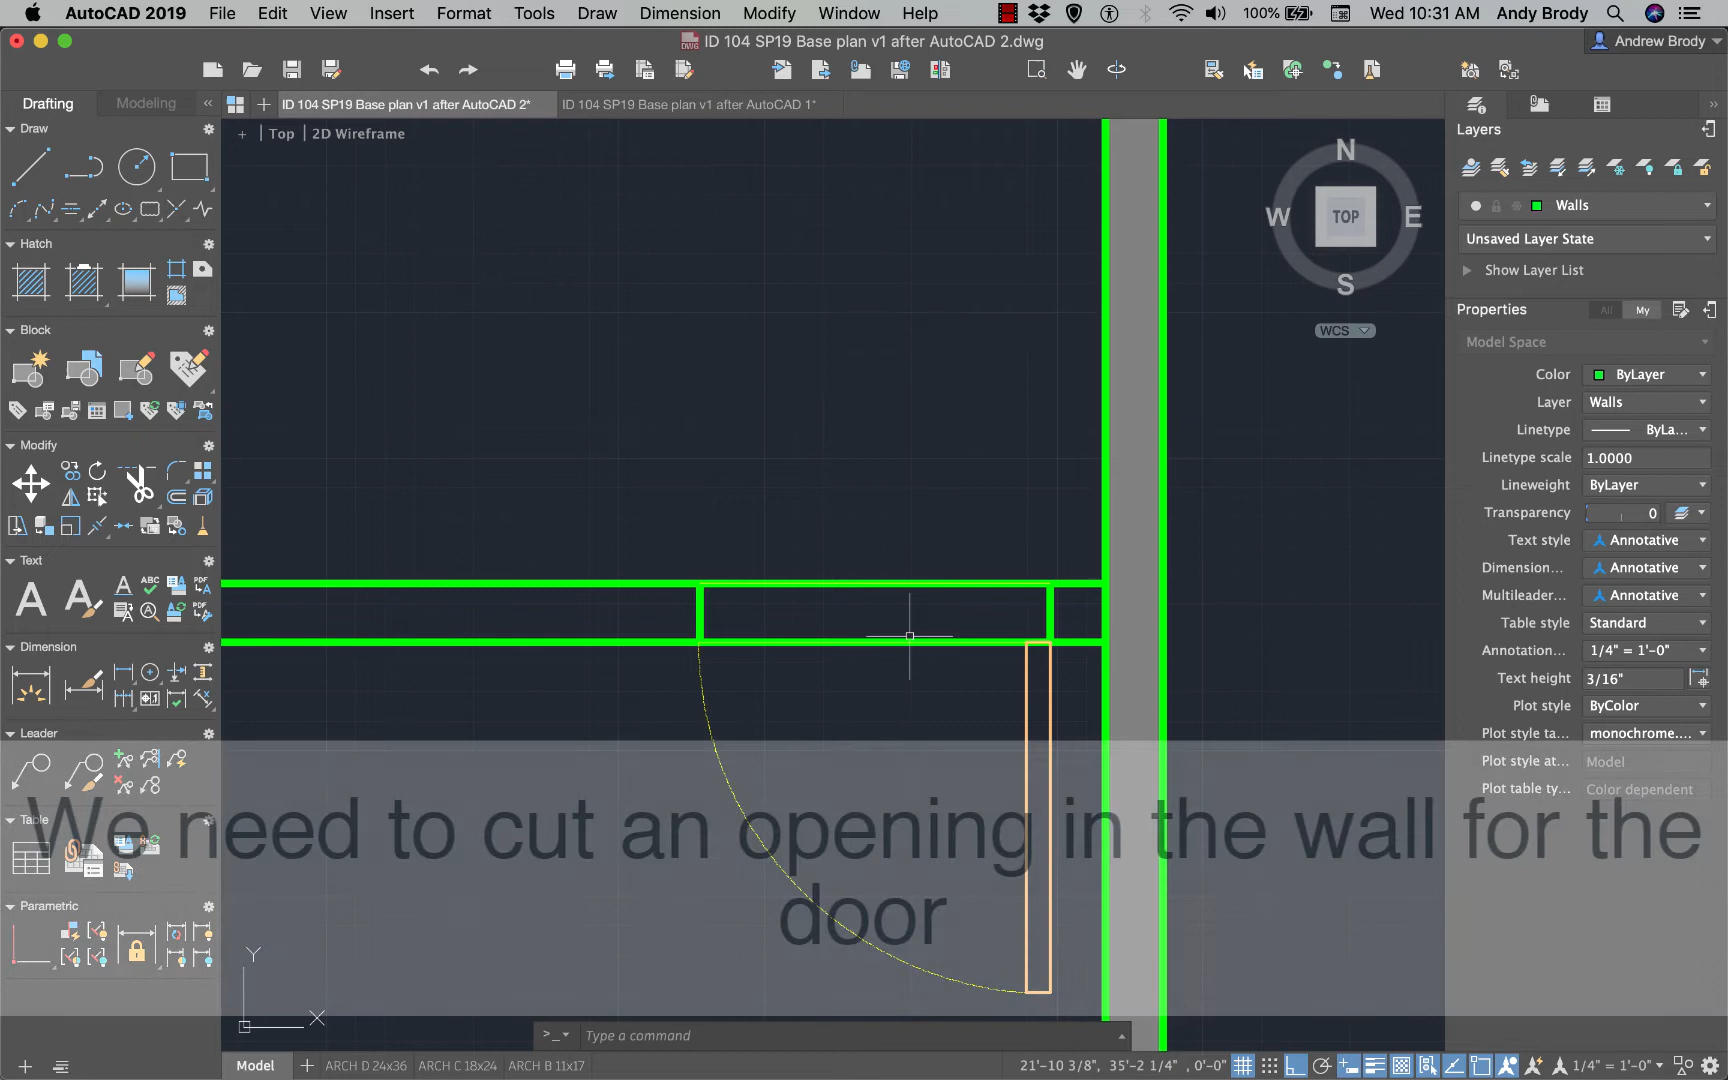 AutoCAD 2019 File Edit View Insert Format Tools Draw Dimension Modify Window Help 100% Wed 10:31 AM Andy Brody
ID 104 SP19 Base plan v1 after AutoCAD 2.dwg
Andrew Brody
Drafting Modeling
ID 104 SP19 Base plan v1 after AutoCAD 2*
ID 104 SP19 Base plan v1 after AutoCAD 1*
Draw
Hatch
Block
Modify
Text
A A A ABC PDF
A A PDF
Dimension
Leader
Table
Parametric
+ | Top | 2D Wireframe
N
W TOP E
S
WCS
Layers
Walls
Unsaved Layer State
Show Layer List
Properties All My
Model Space
Color ByLayer
Layer Walls
Linetype ByLa...
Linetype scale 1.0000
Lineweight ByLayer
Transparency 0
Text style Annotative
Dimension... Annotative
Multileader... Annotative
Table style Standard
Annotation... 1/4" = 1'-0"
Text height 3/16"
Plot style ByColor
Plot style ta... monochrome....
Plot style at... Model
Plot table ty... Color dependent
We need to cut an opening in the wall for the
door
Y
X
>_ Type a command
Model ARCH D 24x36 ARCH C 18x24 ARCH B 11x17
21'-10 3/8", 35'-2 1/4" , 0'-0"
1/4" = 1'-0"